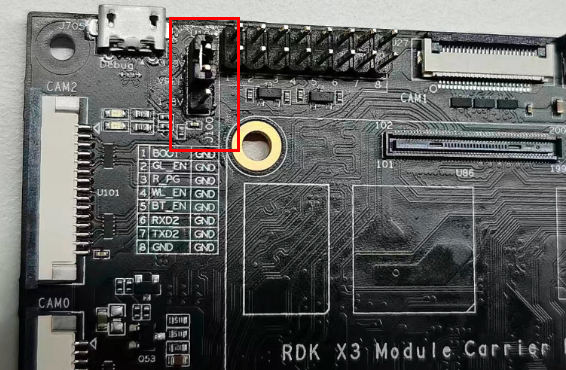 J705
Debug
CAM2
J27
8
CAM1
102
200
101
199
U86
U101
1 BOOT GND
2 GL_EN GND
3 R_PG GND
4 WL_EN GND
5 BT_EN GND
6 RXD2 GND
7 TXD2 GND
8 GND GND
CAM0
Q53
RDK X3 Module Carrier